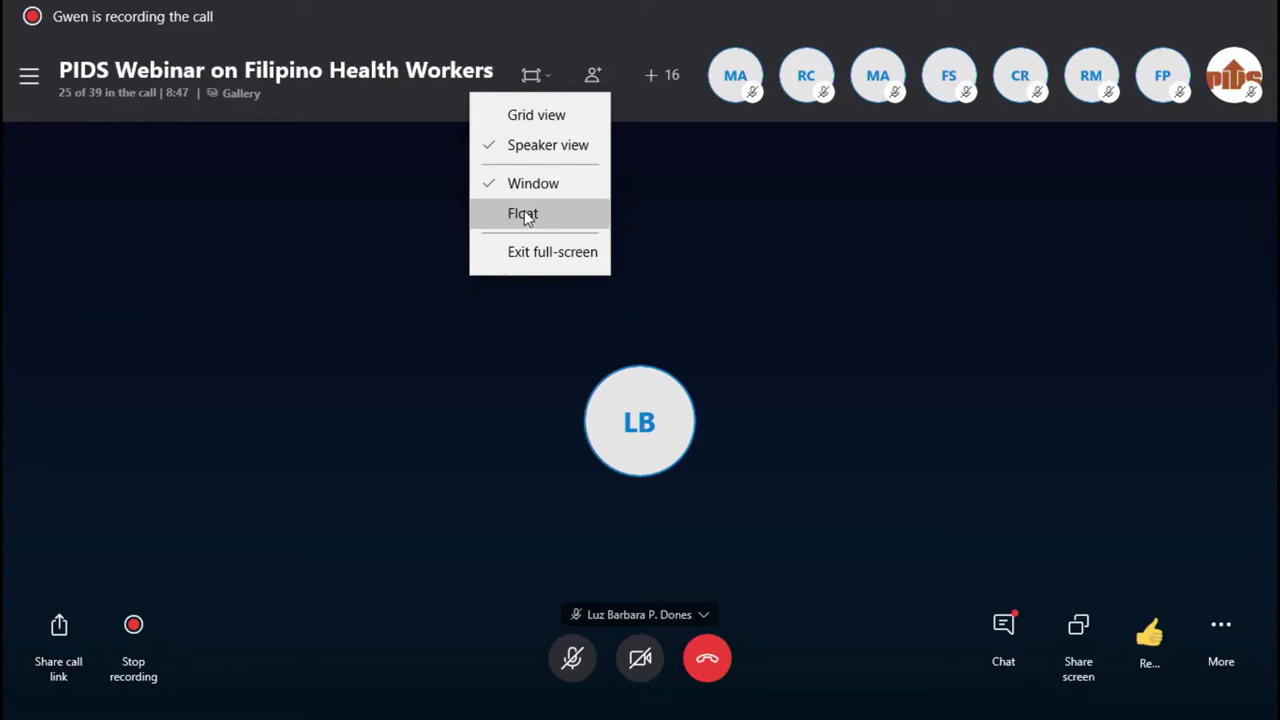 Gwen is recording the call
PIDS Webinar on Filipino Health Workers
25 of 39 in the call | 8:47 | Gallery
+ 16
MA
RC
MA
FS
CR
RM
FP
PIDS
Grid view
Speaker view
Window
Float
Exit full-screen
LB
Luz Barbara P. Dones
Share call
link
Stop
recording
Chat
Share
screen
Re...
More